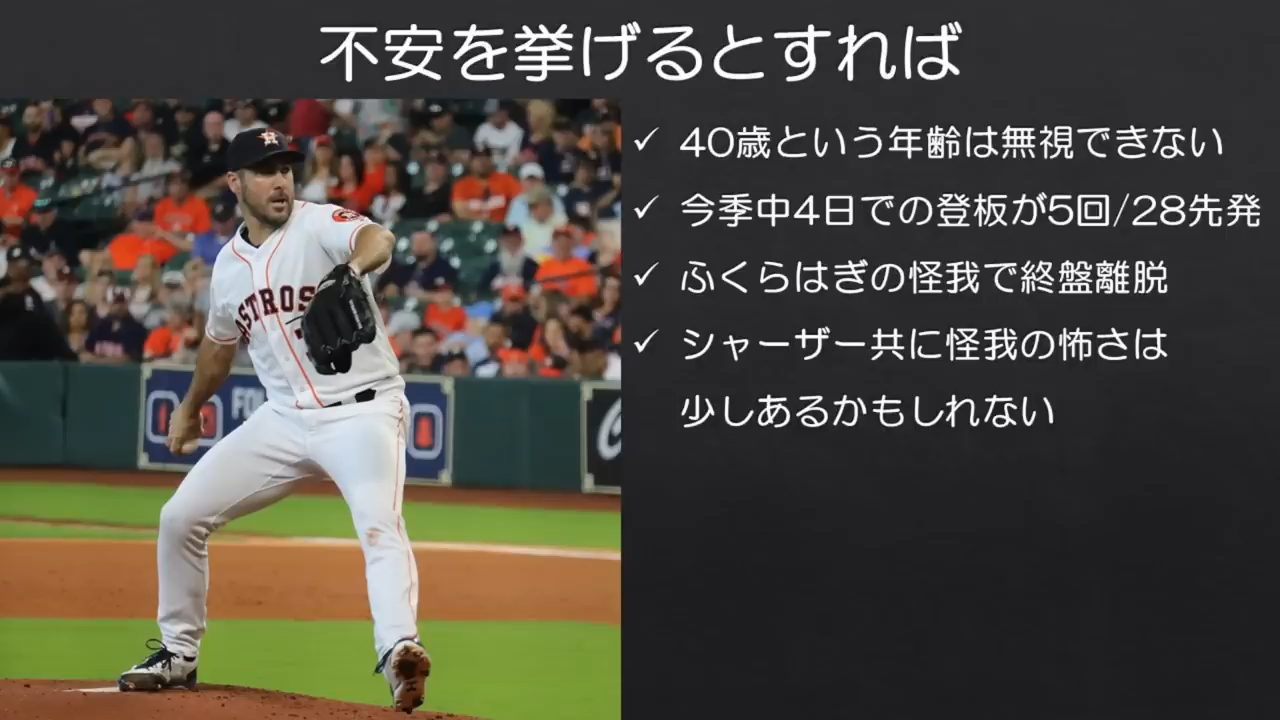 不安を挙げるとすれば
✓ 40歳という年齢は無視できない
✓ 今季中4日での登板が5回/28先発
✓ ふくらはぎの怪我で終盤離脱
✓ シャーザー共に怪我の怖さは
少しあるかもしれない
ASTROS